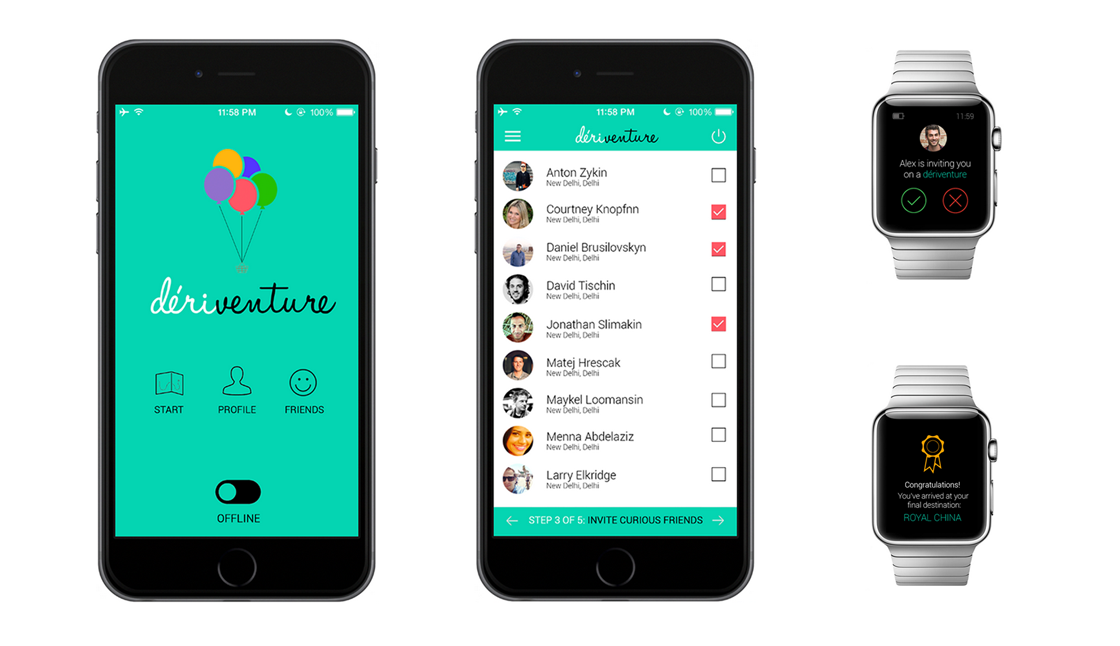 11:58 PM
100%
dériventure
START
PROFILE
FRIENDS
OFFLINE
11:58 PM
100%
dériventure
Anton Zykin
New Delhi, Delhi
Courtney Knopfnn
New Delhi, Delhi
Daniel Brusilovskyn
New Delhi, Delhi
David Tischin
New Delhi, Delhi
Jonathan Slimakin
New Delhi, Delhi
Matej Hrescak
New Delhi, Delhi
Maykel Loomansin
New Delhi, Delhi
Menna Abdelaziz
New Delhi, Delhi
Larry Elkridge
New Delhi, Delhi
STEP 3 OF 5: INVITE CURIOUS FRIENDS
11:59
Alex is inviting you
on a dériventure
Congratulations!
You've arrived at your
final destination:
ROYAL CHINA